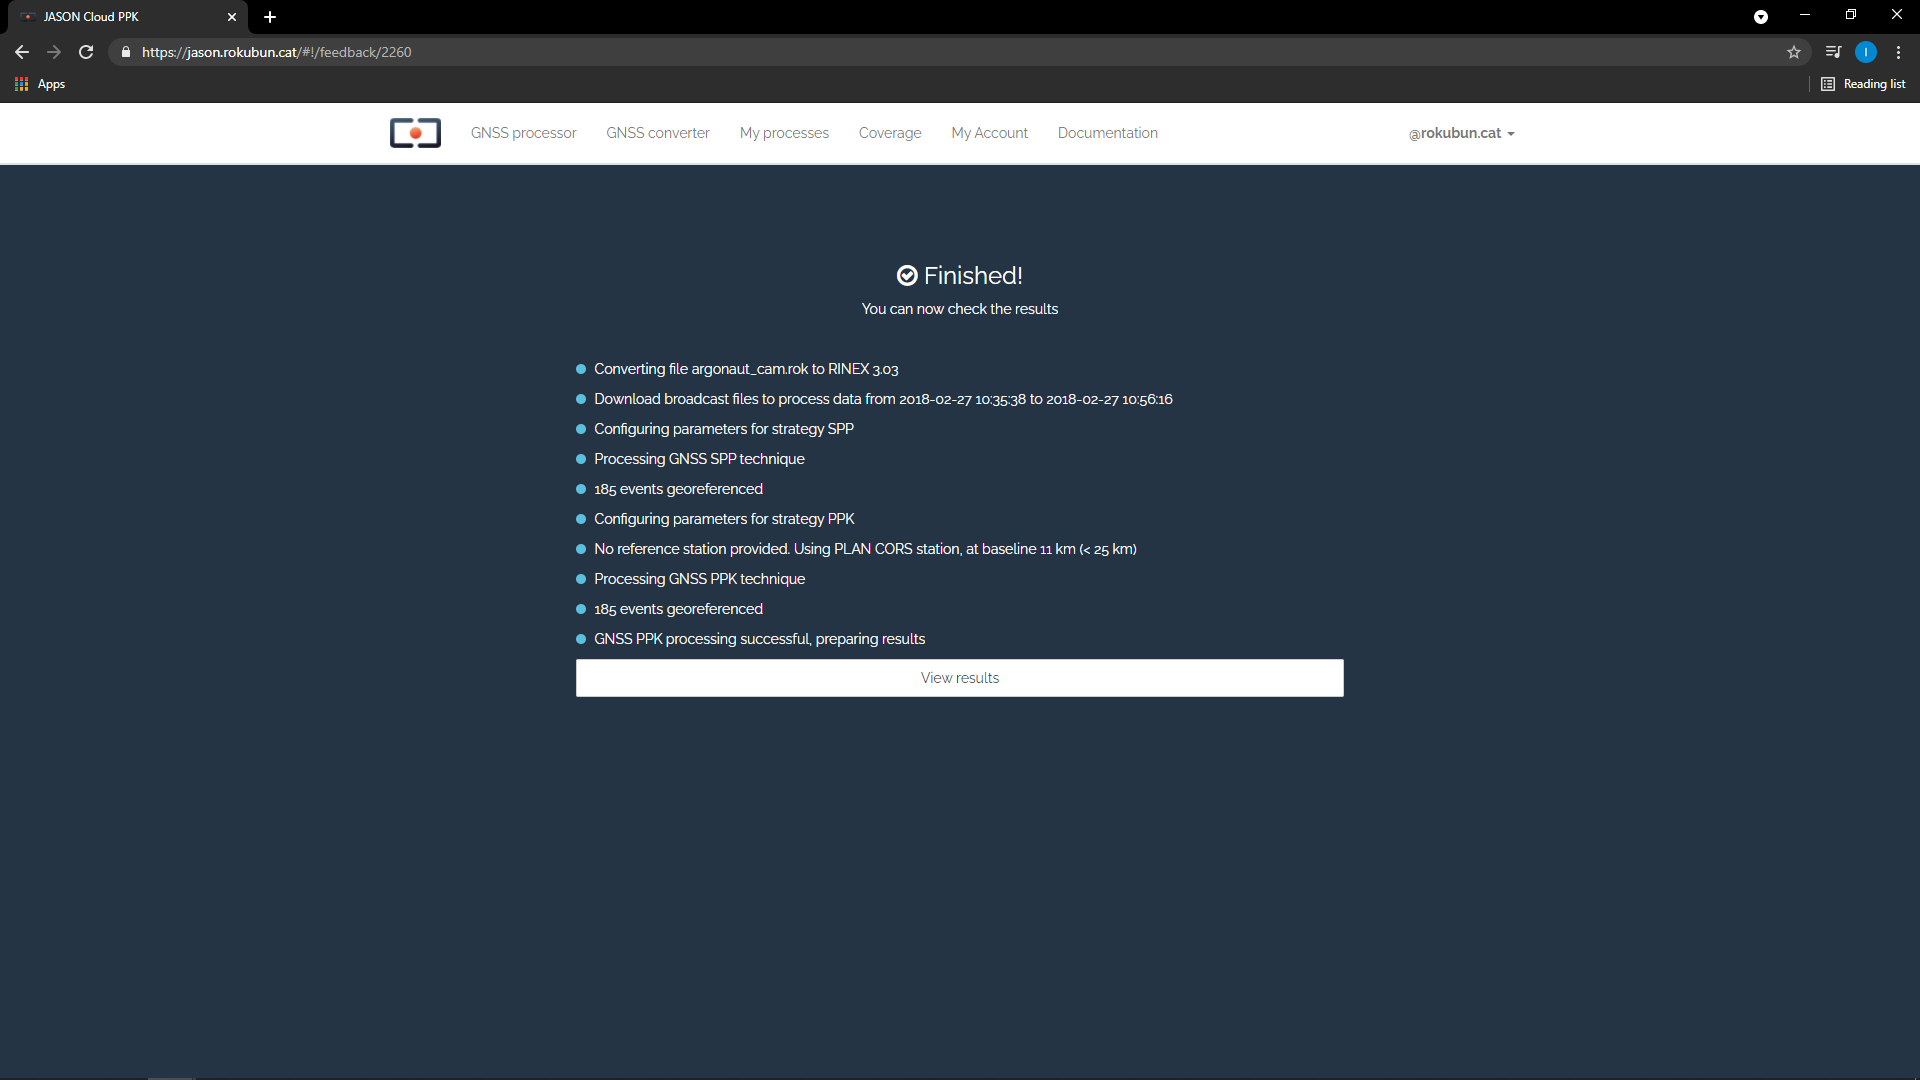 JASON Cloud PPK
https://jason.rokubun.cat/#!/feedback/2260
I
Apps
Reading list
GNSS processor GNSS converter My processes Coverage My Account Documentation @rokubun.cat
Finished!
You can now check the results
Converting file argonaut_cam.rok to RINEX 3.03
Download broadcast files to process data from 2018-02-27 10:35:38 to 2018-02-27 10:56:16
Configuring parameters for strategy SPP
Processing GNSS SPP technique
185 events georeferenced
Configuring parameters for strategy PPK
No reference station provided. Using PLAN CORS station, at baseline 11 km (< 25 km)
Processing GNSS PPK technique
185 events georeferenced
GNSS PPK processing successful, preparing results
View results